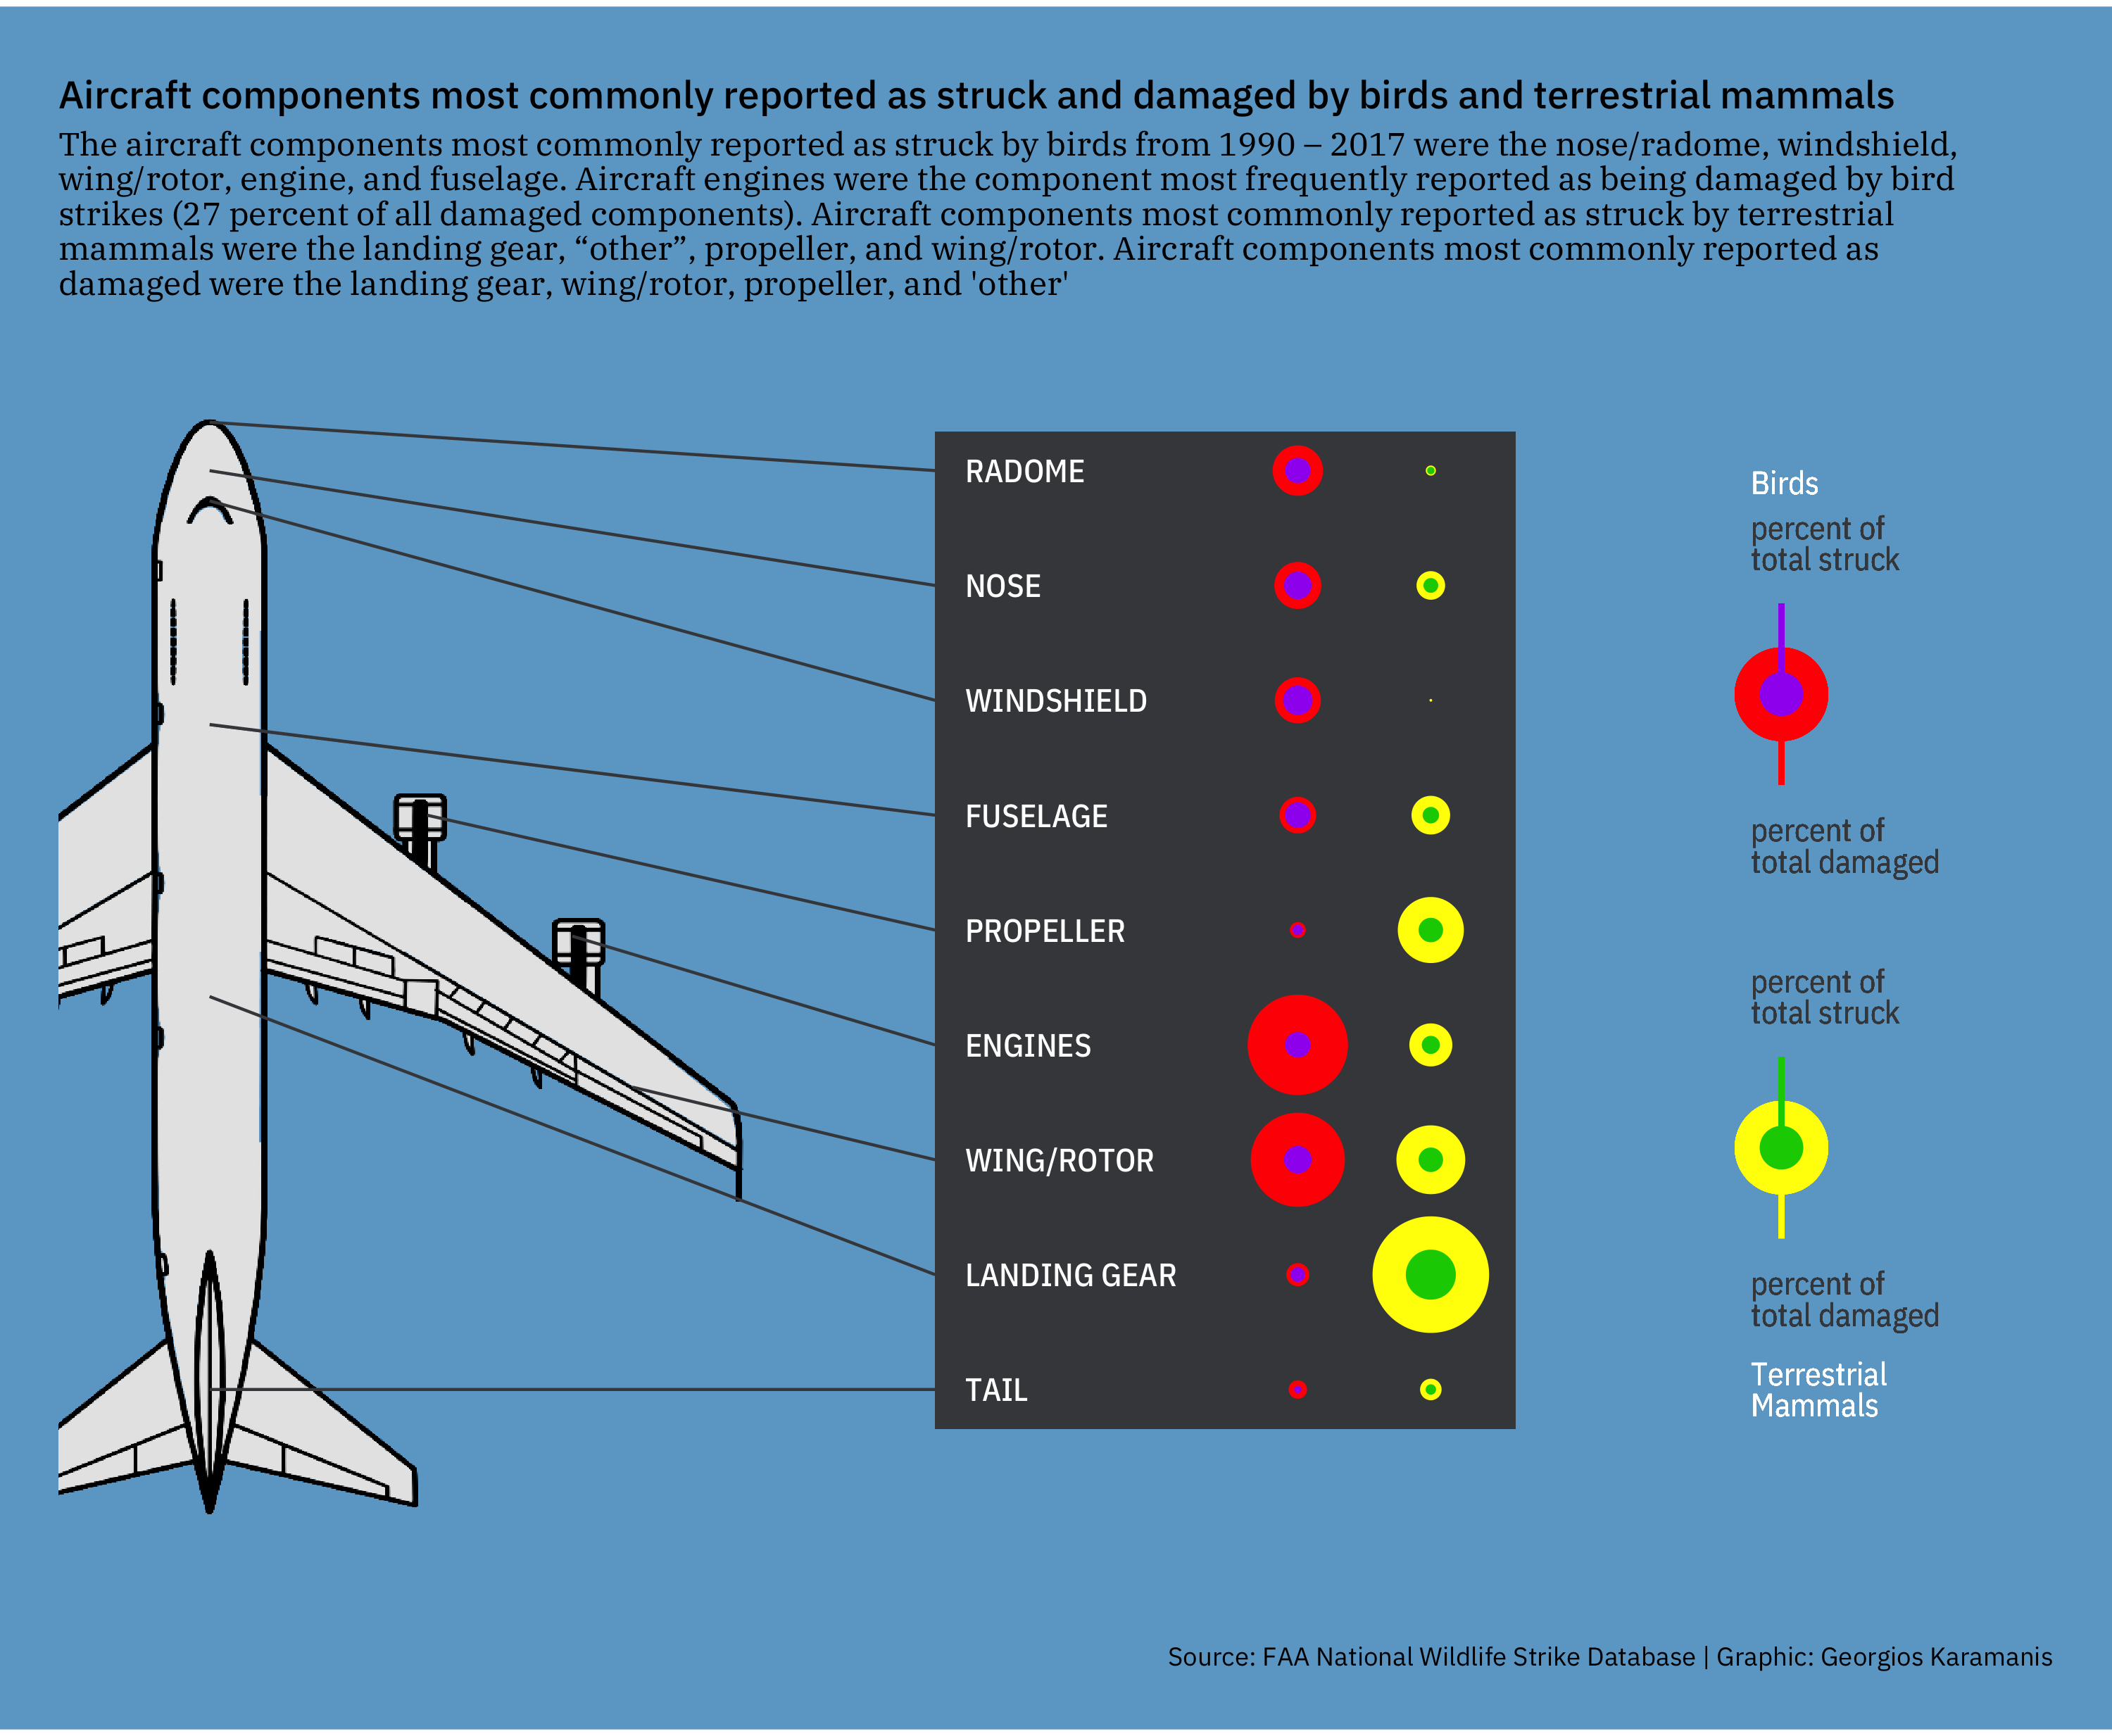 Aircraft components most commonly reported as struck and damaged by birds and terrestrial mammals
The aircraft components most commonly reported as struck by birds from 1990 – 2017 were the nose/radome, windshield,
wing/rotor, engine, and fuselage. Aircraft engines were the component most frequently reported as being damaged by bird
strikes (27 percent of all damaged components). Aircraft components most commonly reported as struck by terrestrial
mammals were the landing gear, “other”, propeller, and wing/rotor. Aircraft components most commonly reported as
damaged were the landing gear, wing/rotor, propeller, and 'other'
RADOME
NOSE
WINDSHIELD
FUSELAGE
PROPELLER
ENGINES
WING/ROTOR
LANDING GEAR
TAIL
Birds
percent of
total struck
percent of
total damaged
percent of
total struck
percent of
total damaged
Terrestrial
Mammals
Source: FAA National Wildlife Strike Database | Graphic: Georgios Karamanis